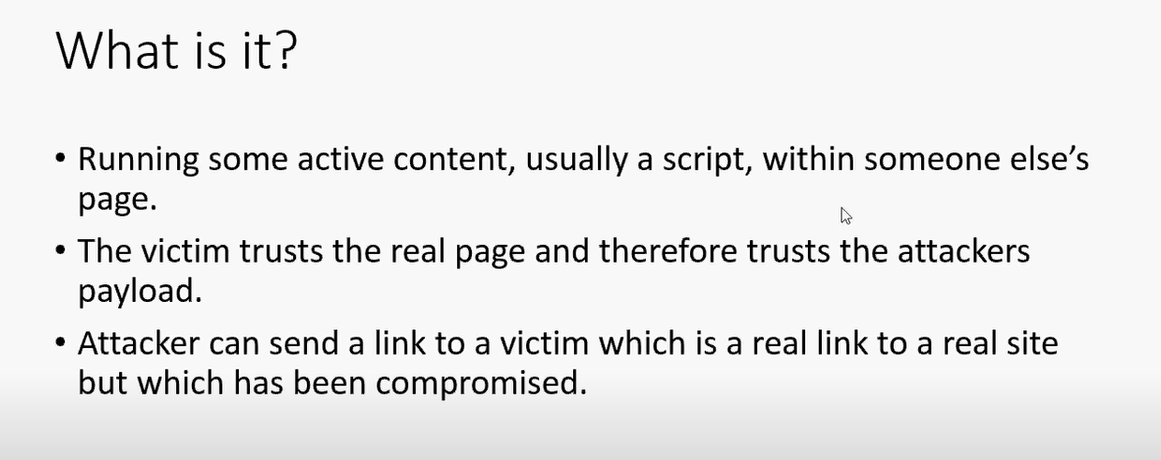 What is it?
• Running some active content, usually a script, within someone else’s
page.
• The victim trusts the real page and therefore trusts the attackers
payload.
• Attacker can send a link to a victim which is a real link to a real site
but which has been compromised.